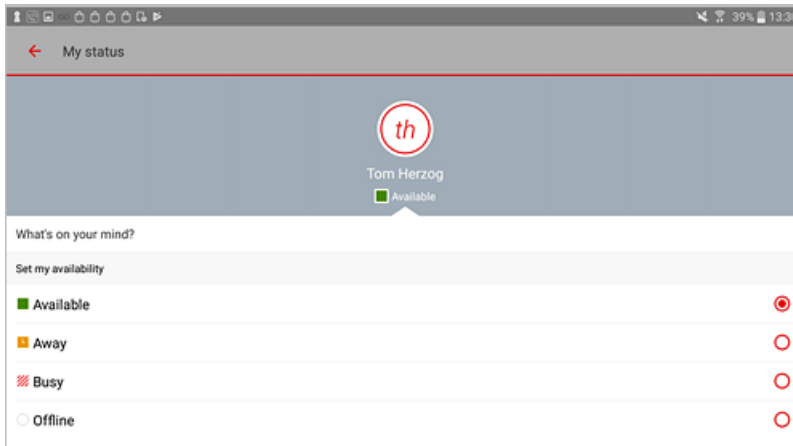 39% 13:3
My status
th
Tom Herzog
Available
What's on your mind?
Set my availability
Available
Away
Busy
Offline